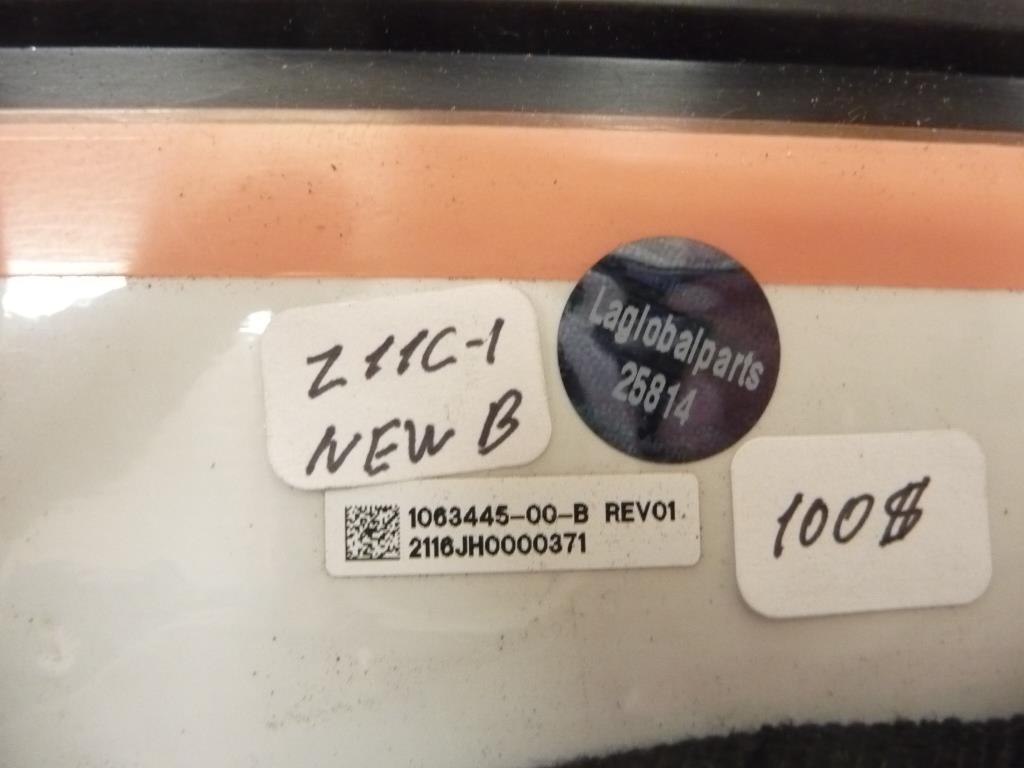 Z11C-1
NEW B
Laglobalparts
25814
1063445-00-B REV01
2116JH0000371
100$